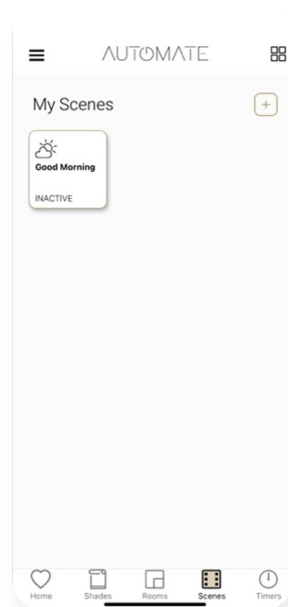 AUTOMATE
My Scenes
Good Morning
INACTIVE
Home
Shades
Rooms
Scenes
Timers